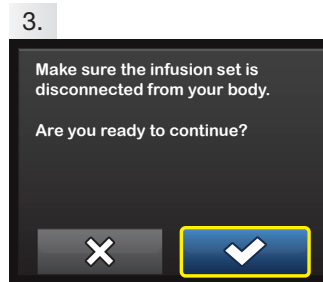 3.
Make sure the infusion set is
disconnected from your body.
Are you ready to continue?